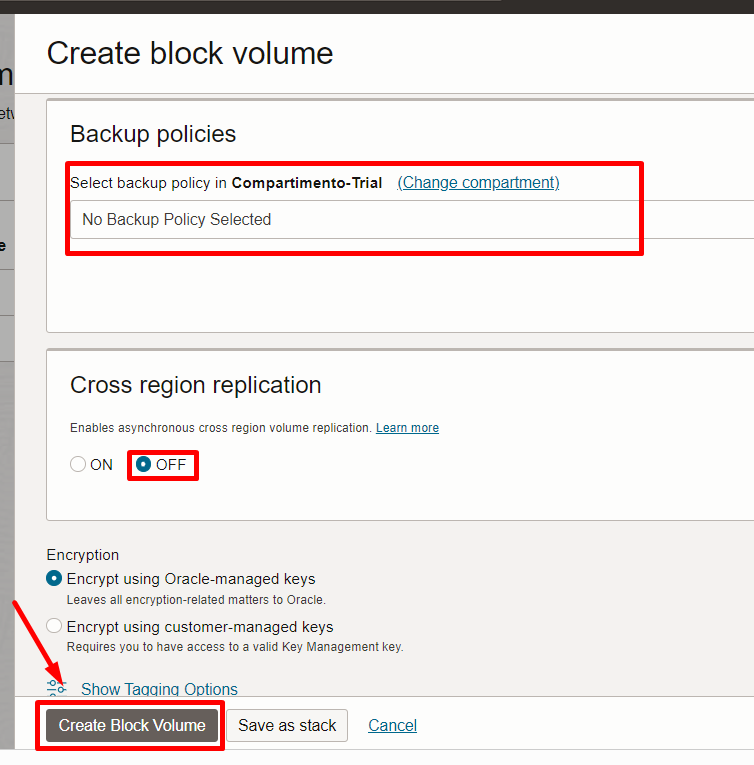 Create block volume
Backup policies
Select backup policy in Compartimento-Trial (Change compartment)
No Backup Policy Selected
Cross region replication
Enables asynchronous cross region volume replication. Learn more
ON OFF
Encryption
Encrypt using Oracle-managed keys
Leaves all encryption-related matters to Oracle.
Encrypt using customer-managed keys
Requires you to have access to a valid Key Management key.
Show Tagging Options
Create Block Volume Save as stack Cancel